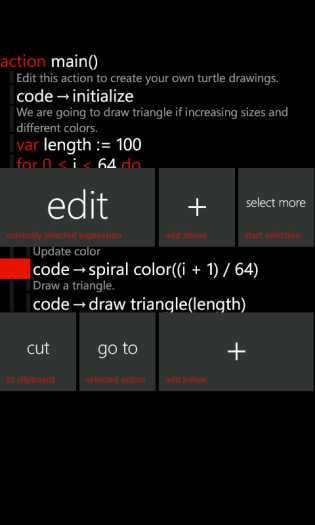 action main()
Edit this action to create your own turtle drawings.
code → initialize
We are going to draw triangle if increasing sizes and
different colors.
var length := 100
for 0 ≤ i < 64 do
edit
+
select more
currently selected expression
add above
start selection
Update color
code → spiral color((i + 1) / 64)
Draw a triangle.
code → draw triangle(length)
cut
go to
+
to clipboard
selected action
add below